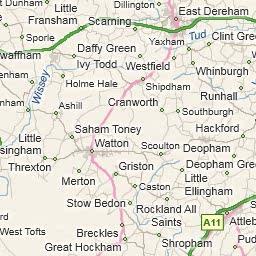 Little
Dunham
Fransham
Scarning
Dillington
East Dereham
Sporle
Yaxham
Tud
Clint Green
waffham
Daffy Green
Ivy Todd
Westfield
Whinburgh
Wissey
Holme Hale
Shipdham
Runhall
Ashill
Cranworth
Southburgh
Hackford
Saham Toney
Little
Watton
Scoulton
Deopham
singham
Threxton
Griston
Deopham Green
Merton
Caston
Little
Ellingham
Stow Bedon
Rockland All
Saints
A11
West Tofts
Breckles
Attleb
Great Hockham
Shropham